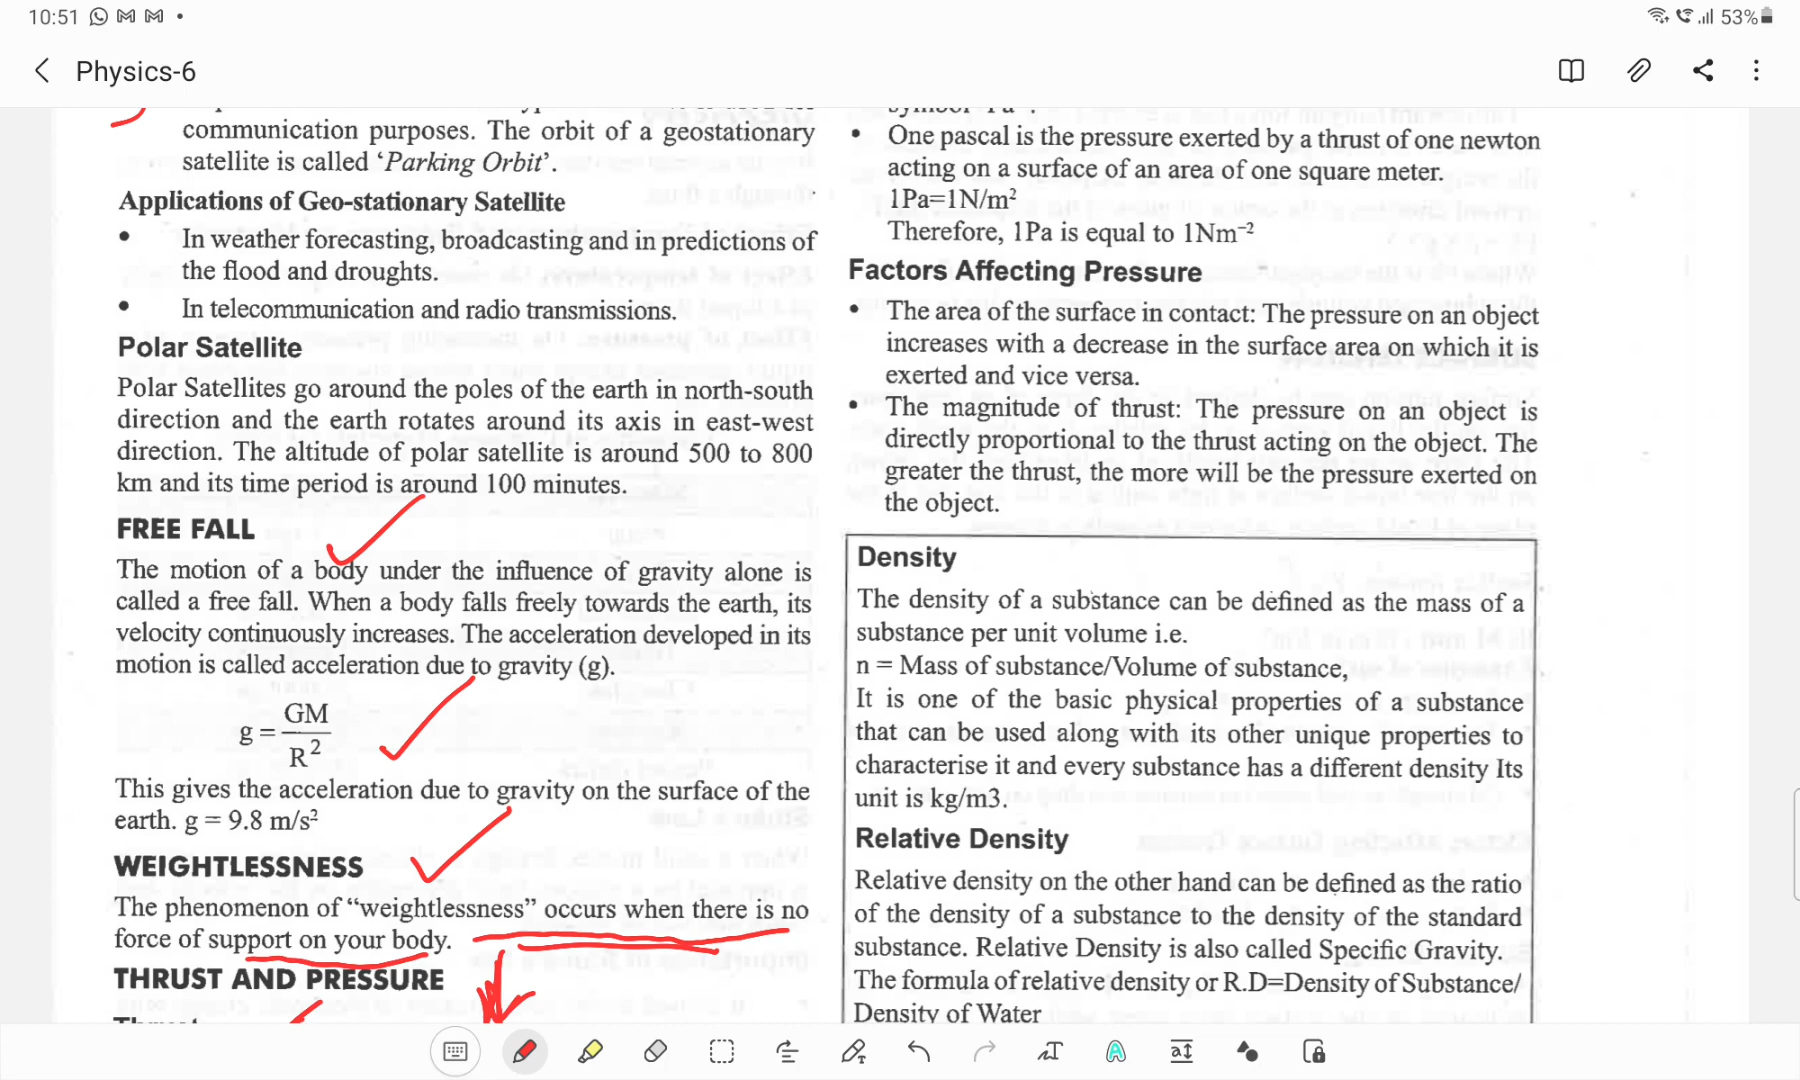 10:51
53%
Physics-6
communication purposes. The orbit of a geostationary
satellite is called ‘Parking Orbit’.
Applications of Geo-stationary Satellite
• In weather forecasting, broadcasting and in predictions of
the flood and droughts.
• In telecommunication and radio transmissions.
Polar Satellite
Polar Satellites go around the poles of the earth in north-south
direction and the earth rotates around its axis in east-west
direction. The altitude of polar satellite is around 500 to 800
km and its time period is around 100 minutes.
FREE FALL
The motion of a body under the influence of gravity alone is
called a free fall. When a body falls freely towards the earth, its
velocity continuously increases. The acceleration developed in its
motion is called acceleration due to gravity (g).
g = GM
R²
This gives the acceleration due to gravity on the surface of the
earth. g = 9.8 m/s²
WEIGHTLESSNESS
The phenomenon of “weightlessness” occurs when there is no
force of support on your body.
THRUST AND PRESSURE
• One pascal is the pressure exerted by a thrust of one newton
acting on a surface of an area of one square meter.
1Pa=1N/m²
Therefore, 1Pa is equal to 1Nm⁻²
Factors Affecting Pressure
• The area of the surface in contact: The pressure on an object
increases with a decrease in the surface area on which it is
exerted and vice versa.
• The magnitude of thrust: The pressure on an object is
directly proportional to the thrust acting on the object. The
greater the thrust, the more will be the pressure exerted on
the object.
Density
The density of a substance can be defined as the mass of a
substance per unit volume i.e.
n = Mass of substance/Volume of substance,
It is one of the basic physical properties of a substance
that can be used along with its other unique properties to
characterise it and every substance has a different density Its
unit is kg/m3.
Relative Density
Relative density on the other hand can be defined as the ratio
of the density of a substance to the density of the standard
substance. Relative Density is also called Specific Gravity.
The formula of relative density or R.D=Density of Substance/
Density of Water